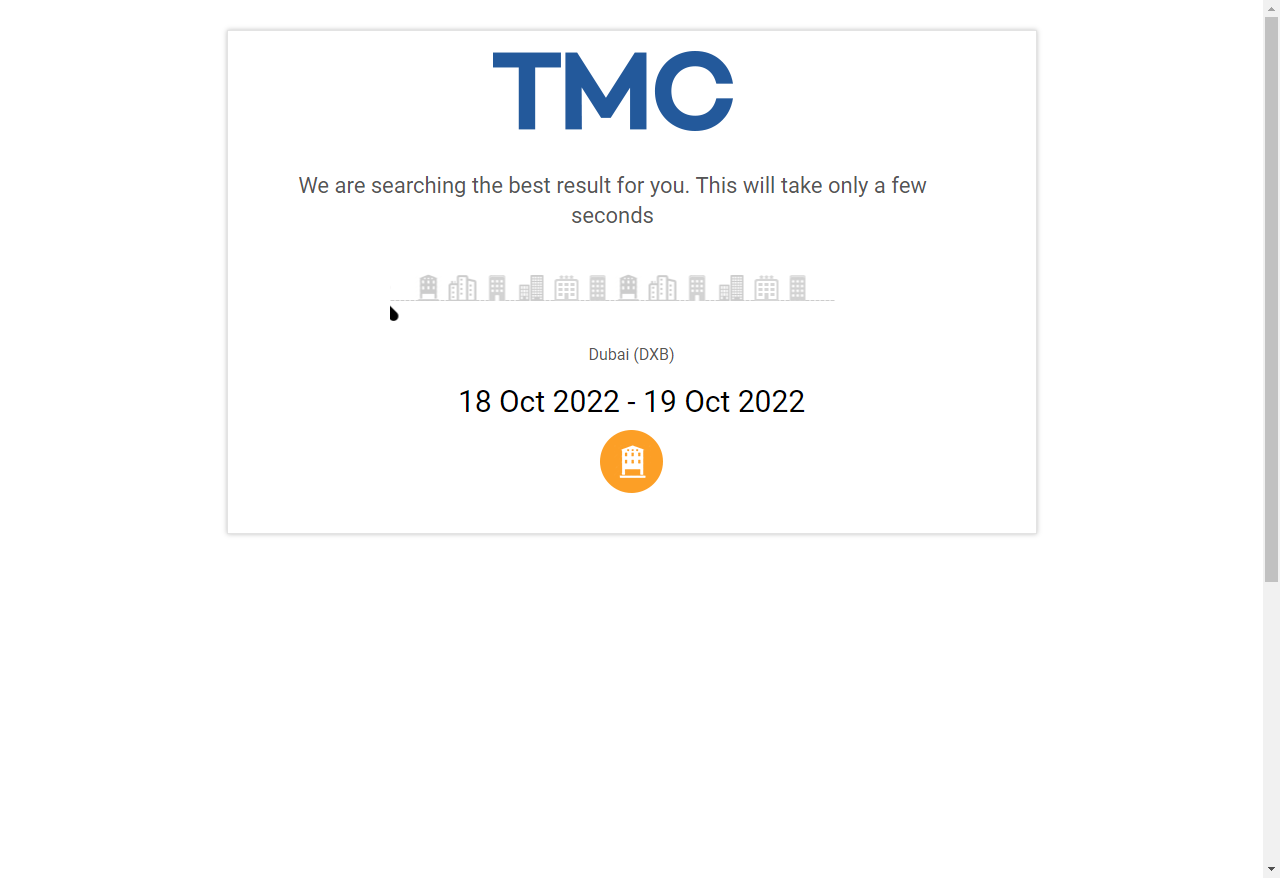 TMC
We are searching the best result for you. This will take only a few
seconds
Dubai (DXB)
18 Oct 2022 - 19 Oct 2022